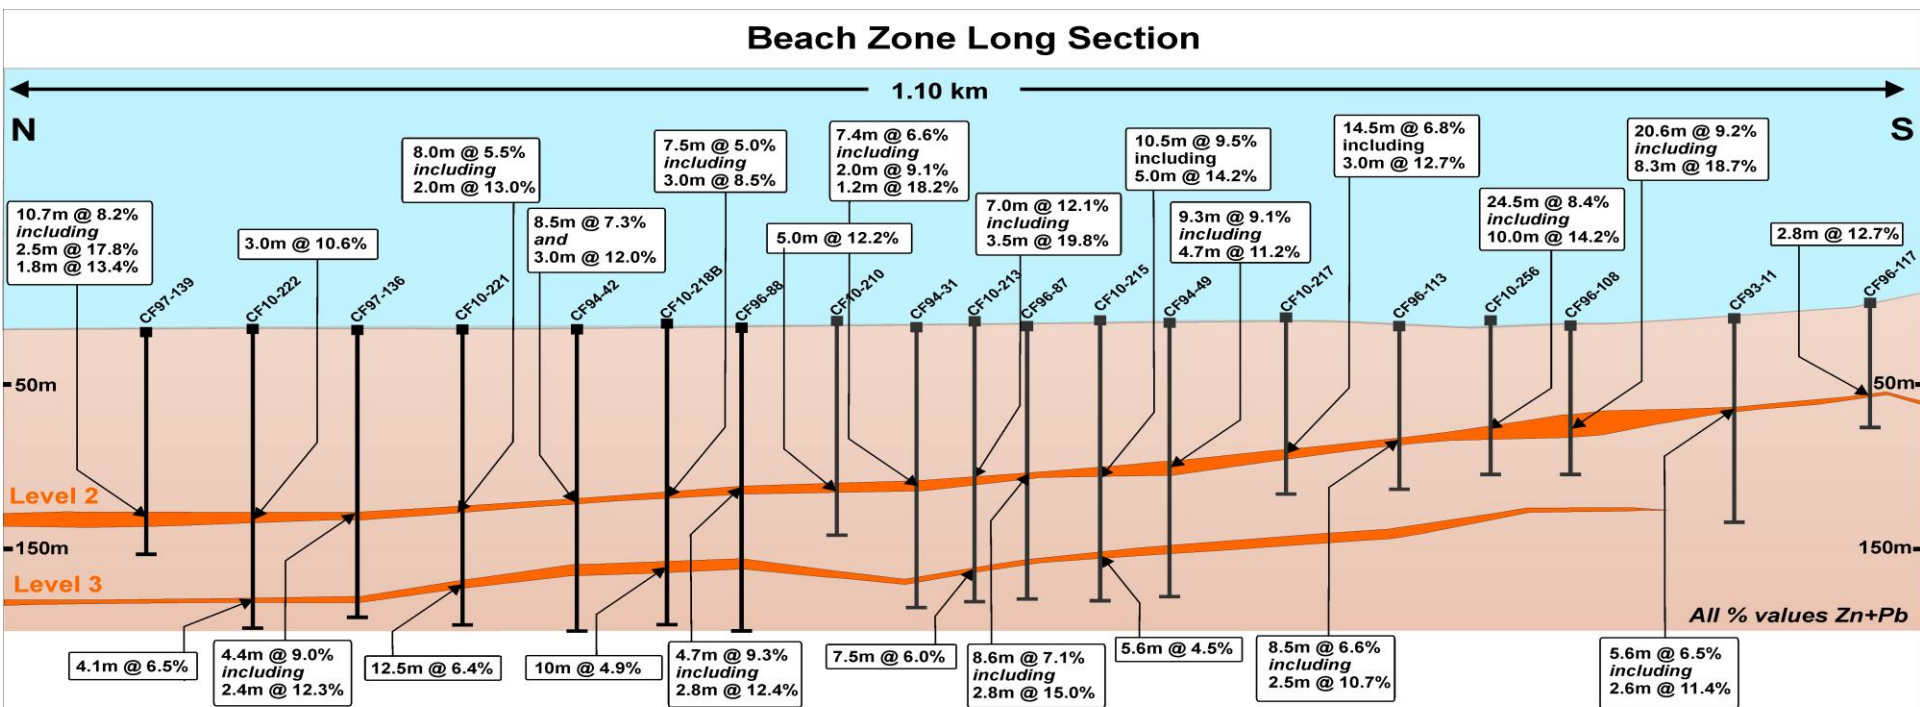 Beach Zone Long Section
1.10 km
N
S
10.7m @ 8.2%
including
2.5m @ 17.8%
1.8m @ 13.4%
3.0m @ 10.6%
8.0m @ 5.5%
including
2.0m @ 13.0%
8.5m @ 7.3%
and
3.0m @ 12.0%
7.5m @ 5.0%
including
3.0m @ 8.5%
5.0m @ 12.2%
7.4m @ 6.6%
including
2.0m @ 9.1%
1.2m @ 18.2%
7.0m @ 12.1%
including
3.5m @ 19.8%
10.5m @ 9.5%
including
5.0m @ 14.2%
9.3m @ 9.1%
including
4.7m @ 11.2%
14.5m @ 6.8%
including
3.0m @ 12.7%
24.5m @ 8.4%
including
10.0m @ 14.2%
20.6m @ 9.2%
including
8.3m @ 18.7%
2.8m @ 12.7%
CF97-139
CF10-222
CF97-136
CF10-221
CF94-42
CF10-218B
CF96-88
CF10-210
CF94-31
CF10-213
CF96-87
CF10-215
CF94-49
CF10-217
CF96-113
CF10-256
CF96-108
CF93-11
CF96-117
50m
50m
Level 2
150m
150m
Level 3
All % values Zn+Pb
4.1m @ 6.5%
4.4m @ 9.0%
including
2.4m @ 12.3%
12.5m @ 6.4%
10m @ 4.9%
4.7m @ 9.3%
including
2.8m @ 12.4%
7.5m @ 6.0%
8.6m @ 7.1%
including
2.8m @ 15.0%
5.6m @ 4.5%
8.5m @ 6.6%
including
2.5m @ 10.7%
5.6m @ 6.5%
including
2.6m @ 11.4%